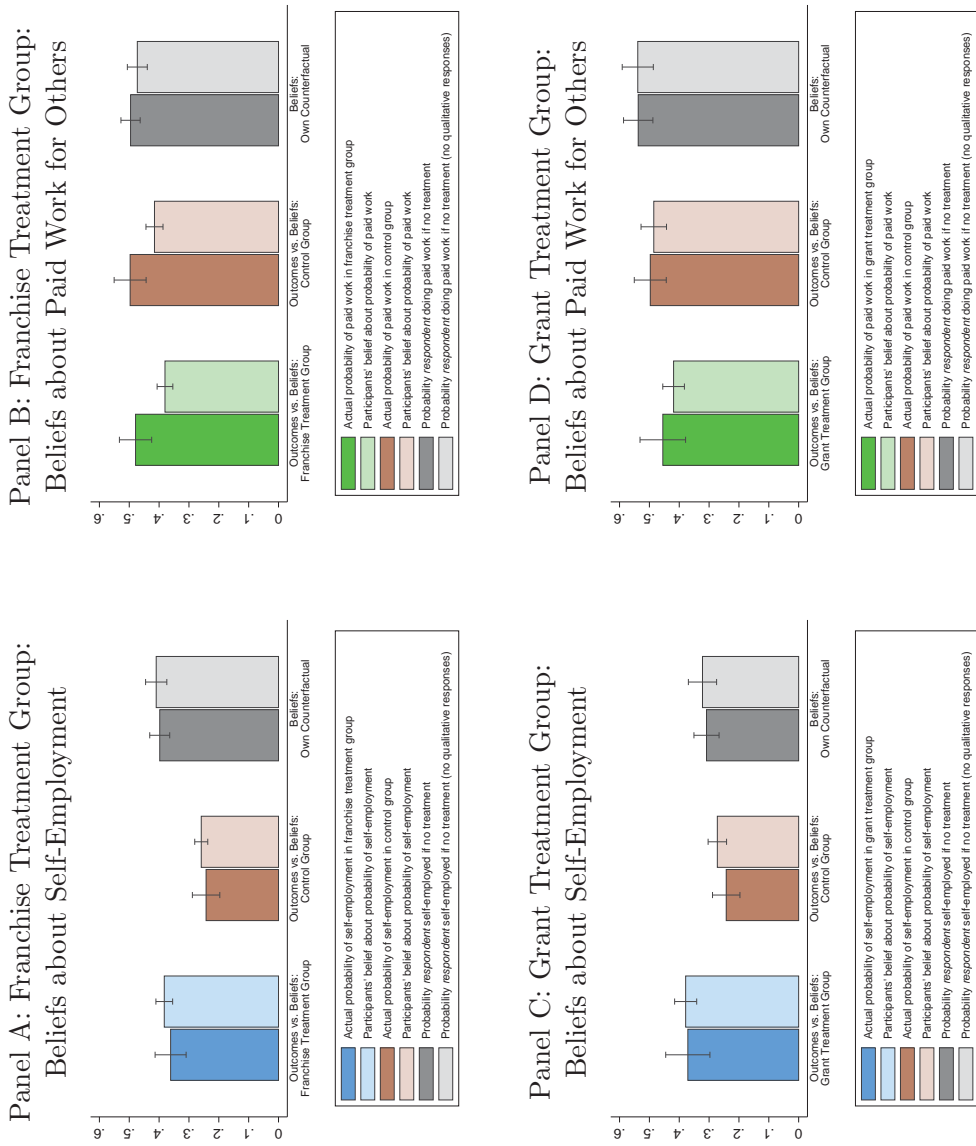 Panel A: Franchise Treatment Group:
Beliefs about Self-Employment
.6
.5
.4
.3
.2
.1
0
Outcomes vs. Beliefs:
Franchise Treatment Group
Outcomes vs. Beliefs:
Control Group
Beliefs:
Own Counterfactual
Actual probability of self-employment in franchise treatment group
Participants' belief about probability of self-employment
Actual probability of self-employment in control group
Participants' belief about probability of self-employment
Probability respondent self-employed if no treatment
Probability respondent self-employed if no treatment (no qualitative responses)
Panel B: Franchise Treatment Group:
Beliefs about Paid Work for Others
.6
.5
.4
.3
.2
.1
0
Outcomes vs. Beliefs:
Franchise Treatment Group
Outcomes vs. Beliefs:
Control Group
Beliefs:
Own Counterfactual
Actual probability of paid work in franchise treatment group
Participants' belief about probability of paid work
Actual probability of paid work in control group
Participants' belief about probability of paid work
Probability respondent doing paid work if no treatment
Probability respondent doing paid work if no treatment (no qualitative responses)
Panel C: Grant Treatment Group:
Beliefs about Self-Employment
.6
.5
.4
.3
.2
.1
0
Outcomes vs. Beliefs:
Grant Treatment Group
Outcomes vs. Beliefs:
Control Group
Beliefs:
Own Counterfactual
Actual probability of self-employment in grant treatment group
Participants' belief about probability of self-employment
Actual probability of self-employment in control group
Participants' belief about probability of self-employment
Probability respondent self-employed if no treatment
Probability respondent self-employed if no treatment (no qualitative responses)
Panel D: Grant Treatment Group:
Beliefs about Paid Work for Others
.6
.5
.4
.3
.2
.1
0
Outcomes vs. Beliefs:
Grant Treatment Group
Outcomes vs. Beliefs:
Control Group
Beliefs:
Own Counterfactual
Actual probability of paid work in grant treatment group
Participants' belief about probability of paid work
Actual probability of paid work in control group
Participants' belief about probability of paid work
Probability respondent doing paid work if no treatment
Probability respondent doing paid work if no treatment (no qualitative responses)